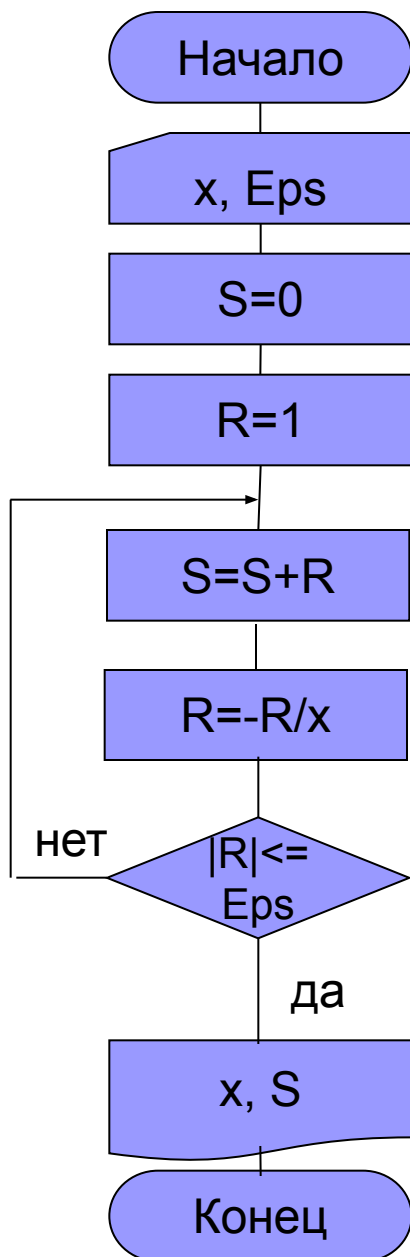 Начало
x, Eps
S=0
R=1
S=S+R
R=-R/x
нет
|R|<=
Eps
да
x, S
Конец